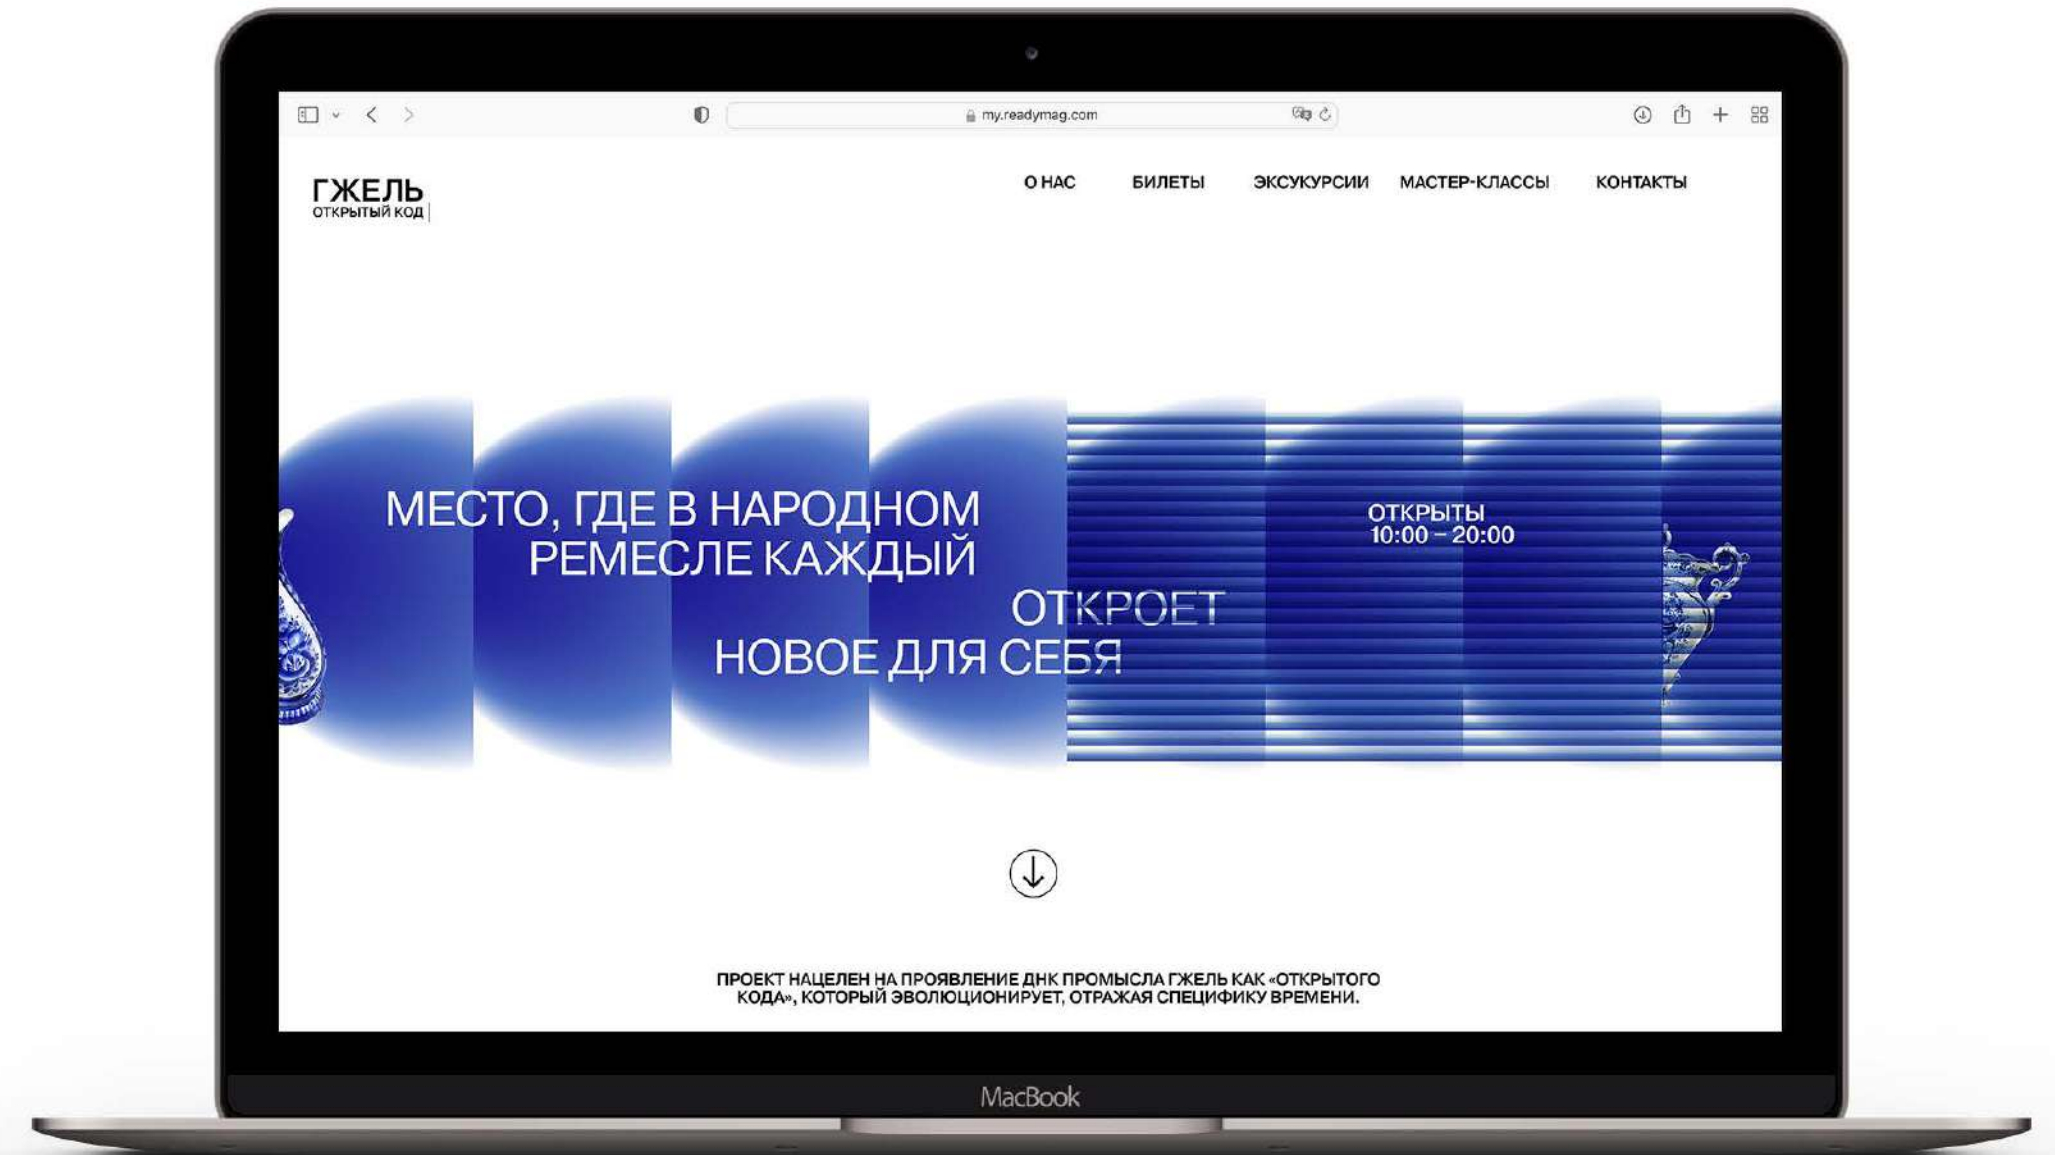 my.readymag.com
ГЖЕЛЬ
ОТКРЫТЫЙ КОД
О НАС
БИЛЕТЫ
ЭКСУКУРСИИ
МАСТЕР-КЛАССЫ
КОНТАКТЫ
МЕСТО, ГДЕ В НАРОДНОМ
РЕМЕСЛЕ КАЖДЫЙ
ОТКРОЕТ
НОВОЕ ДЛЯ СЕБЯ
ОТКРЫТЫ
10:00 – 20:00
ПРОЕКТ НАЦЕЛЕН НА ПРОЯВЛЕНИЕ ДНК ПРОМЫСЛА ГЖЕЛЬ КАК «ОТКРЫТОГО
КОДА», КОТОРЫЙ ЭВОЛЮЦИОНИРУЕТ, ОТРАЖАЯ СПЕЦИФИКУ ВРЕМЕНИ.
MacBook